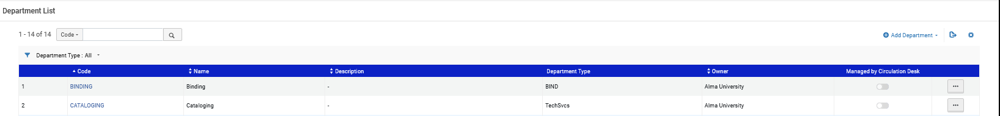 Department List
1 - 14 of 14 Code
Add Department
Department Type : All
Code Name Description Department Type Owner Managed by Circulation Desk
1 BINDING Binding - BIND Alma University
2 CATALOGING Cataloging - TechSvcs Alma University